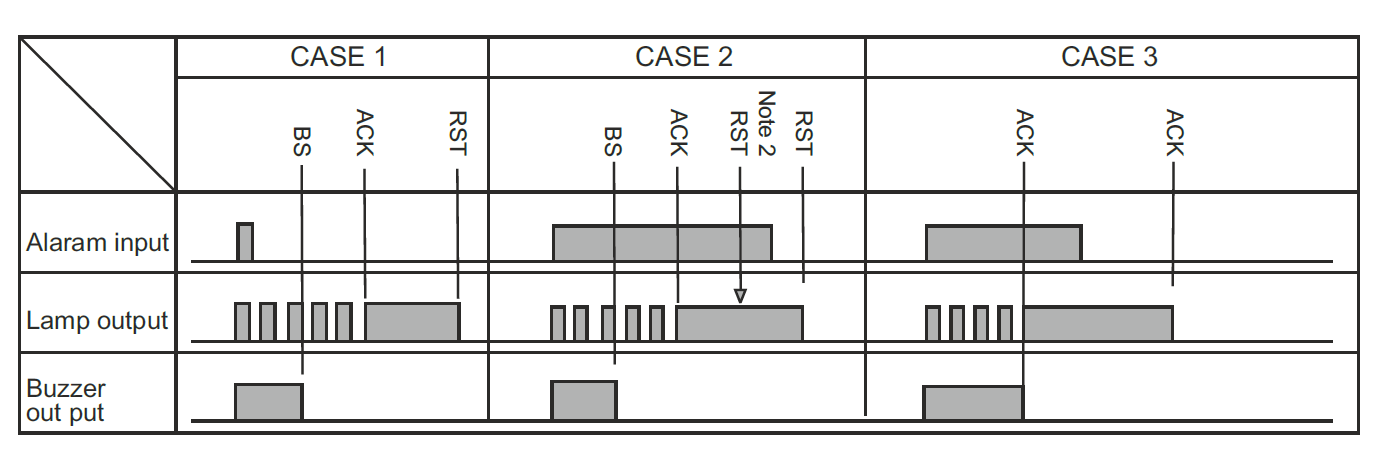 CASE 1
CASE 2
CASE 3
BS
ACK
RST
BS
ACK
RST
Note 2
RST
ACK
ACK
Alaram input
Lamp output
Buzzer
out put